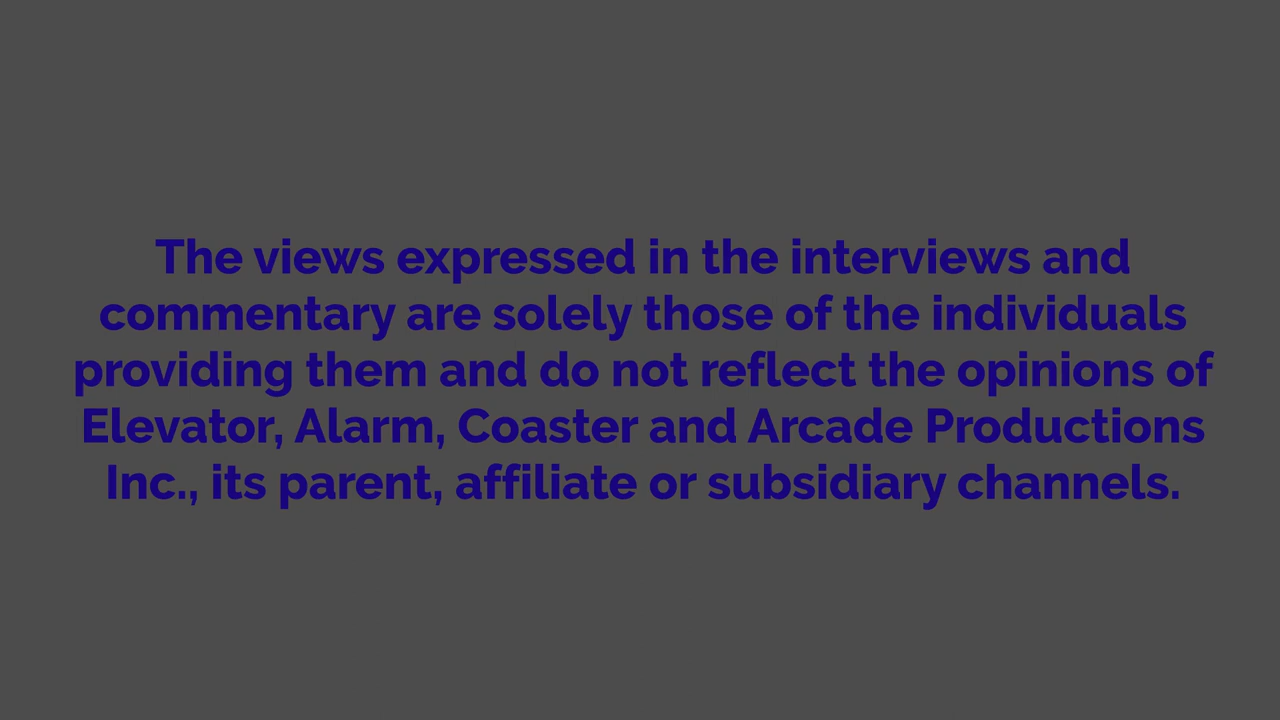 The views expressed in the interviews and
commentary are solely those of the individuals
providing them and do not reflect the opinions of
Elevator, Alarm, Coaster and Arcade Productions
Inc., its parent, affiliate or subsidiary channels.